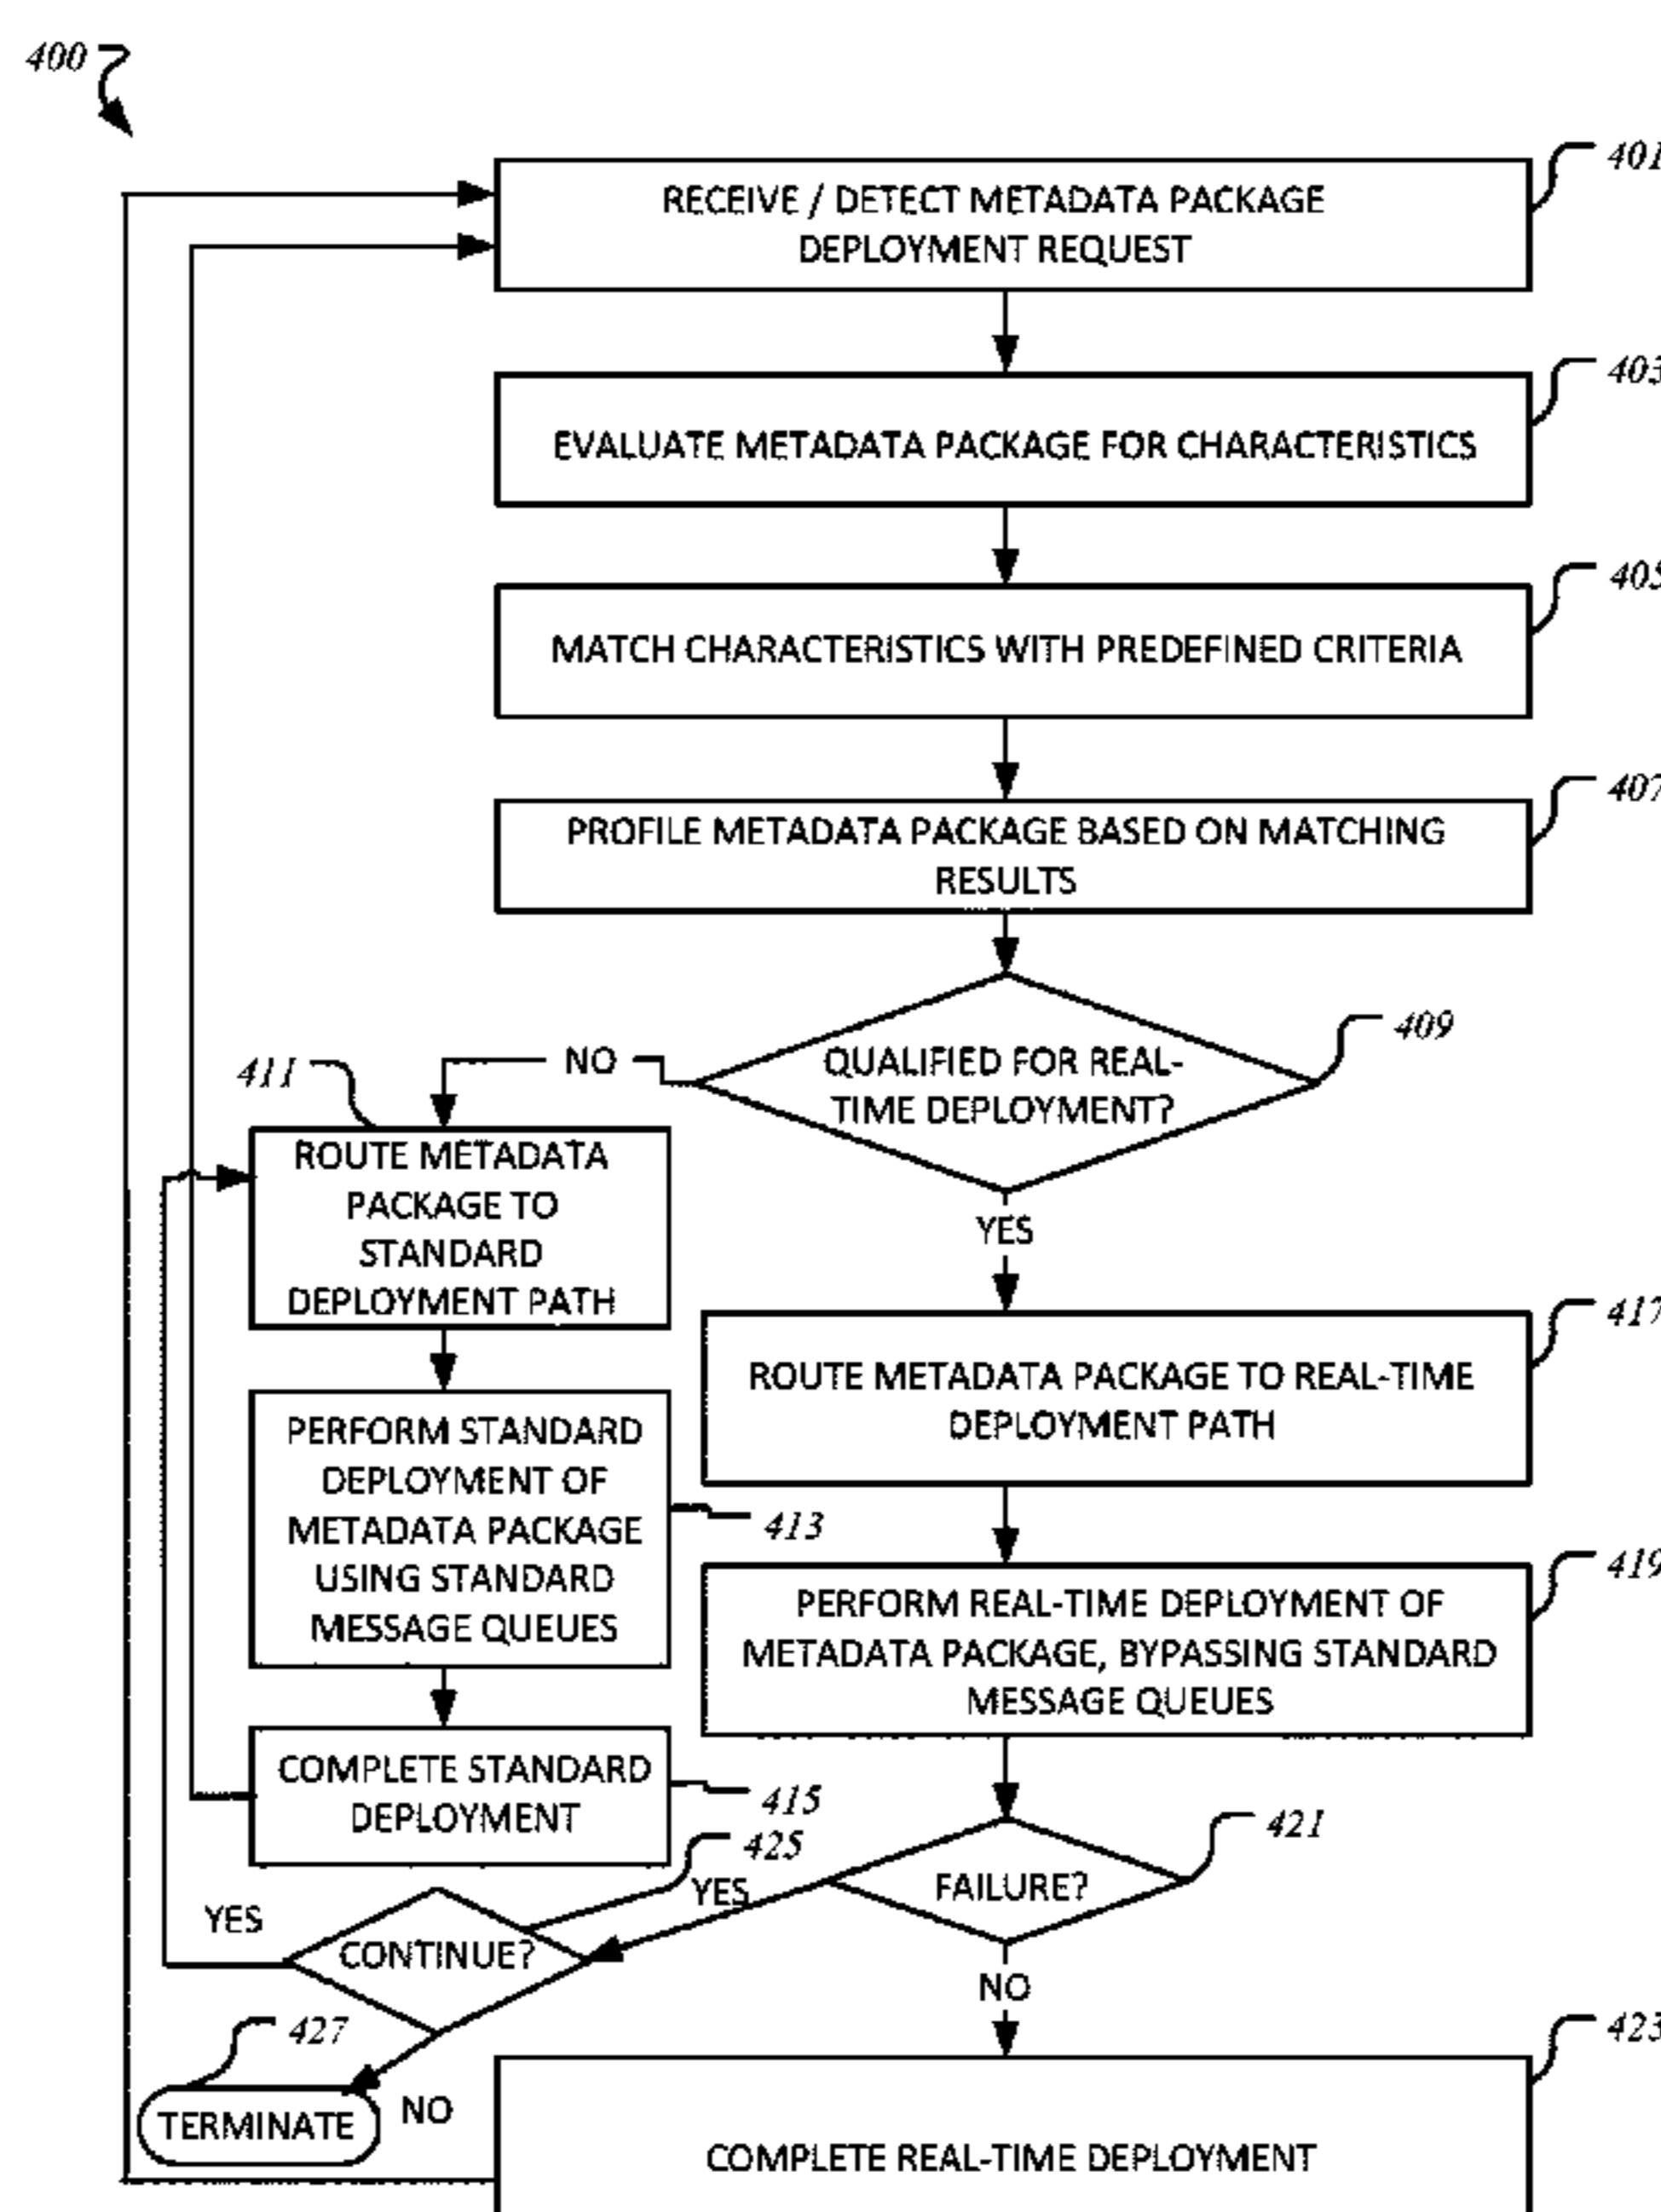 400
RECEIVE / DETECT METADATA PACKAGE
DEPLOYMENT REQUEST
401
EVALUATE METADATA PACKAGE FOR CHARACTERISTICS
403
MATCH CHARACTERISTICS WITH PREDEFINED CRITERIA
405
PROFILE METADATA PACKAGE BASED ON MATCHING
RESULTS
407
QUALIFIED FOR REAL-
TIME DEPLOYMENT?
409
NO
411
ROUTE METADATA
PACKAGE TO
STANDARD
DEPLOYMENT PATH
YES
ROUTE METADATA PACKAGE TO REAL-TIME
DEPLOYMENT PATH
417
PERFORM STANDARD
DEPLOYMENT OF
METADATA PACKAGE
USING STANDARD
MESSAGE QUEUES
413
PERFORM REAL-TIME DEPLOYMENT OF
METADATA PACKAGE, BYPASSING STANDARD
MESSAGE QUEUES
419
COMPLETE STANDARD
DEPLOYMENT
415
425
FAILURE?
421
YES
YES
CONTINUE?
NO
427
TERMINATE
NO
COMPLETE REAL-TIME DEPLOYMENT
423